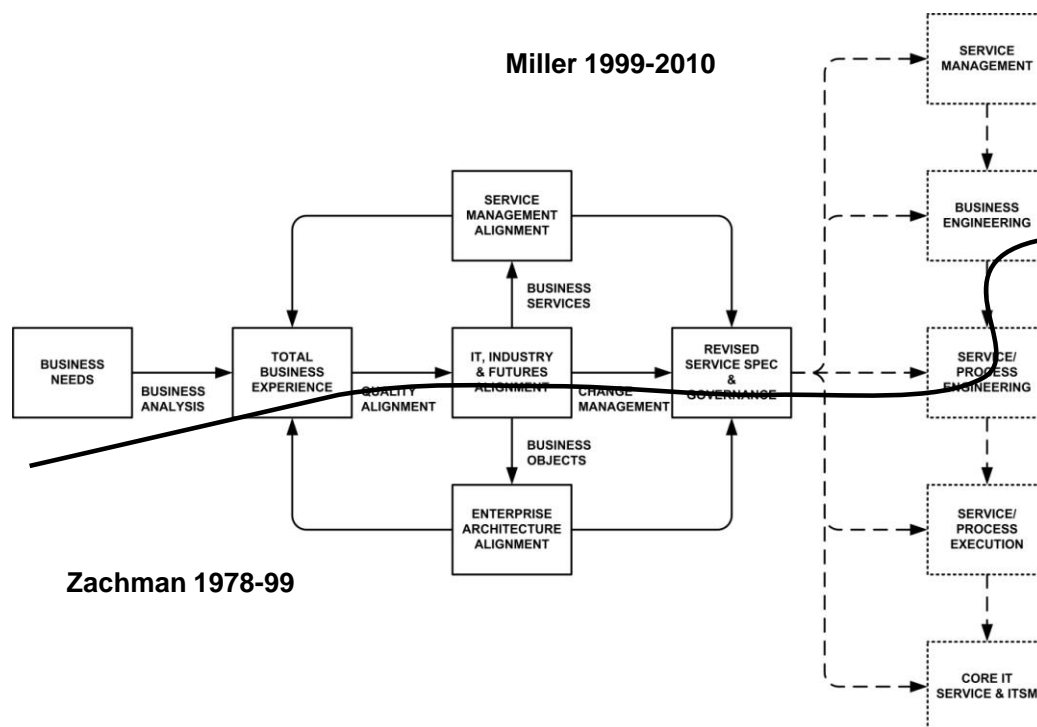 Miller 1999-2010
SERVICE
MANAGEMENT
BUSINESS
ENGINEERING
SERVICE
MANAGEMENT
ALIGNMENT
BUSINESS
SERVICES
BUSINESS
NEEDS
BUSINESS
ANALYSIS
TOTAL
BUSINESS
EXPERIENCE
QUALITY
ALIGNMENT
IT, INDUSTRY
& FUTURES
ALIGNMENT
CHANGE
MANAGEMENT
REVISED
SERVICE SPEC
&
GOVERNANCE
SERVICE/
PROCESS
ENGINEERING
BUSINESS
OBJECTS
ENTERPRISE
ARCHITECTURE
ALIGNMENT
SERVICE/
PROCESS
EXECUTION
Zachman 1978-99
CORE IT
SERVICE & ITSM